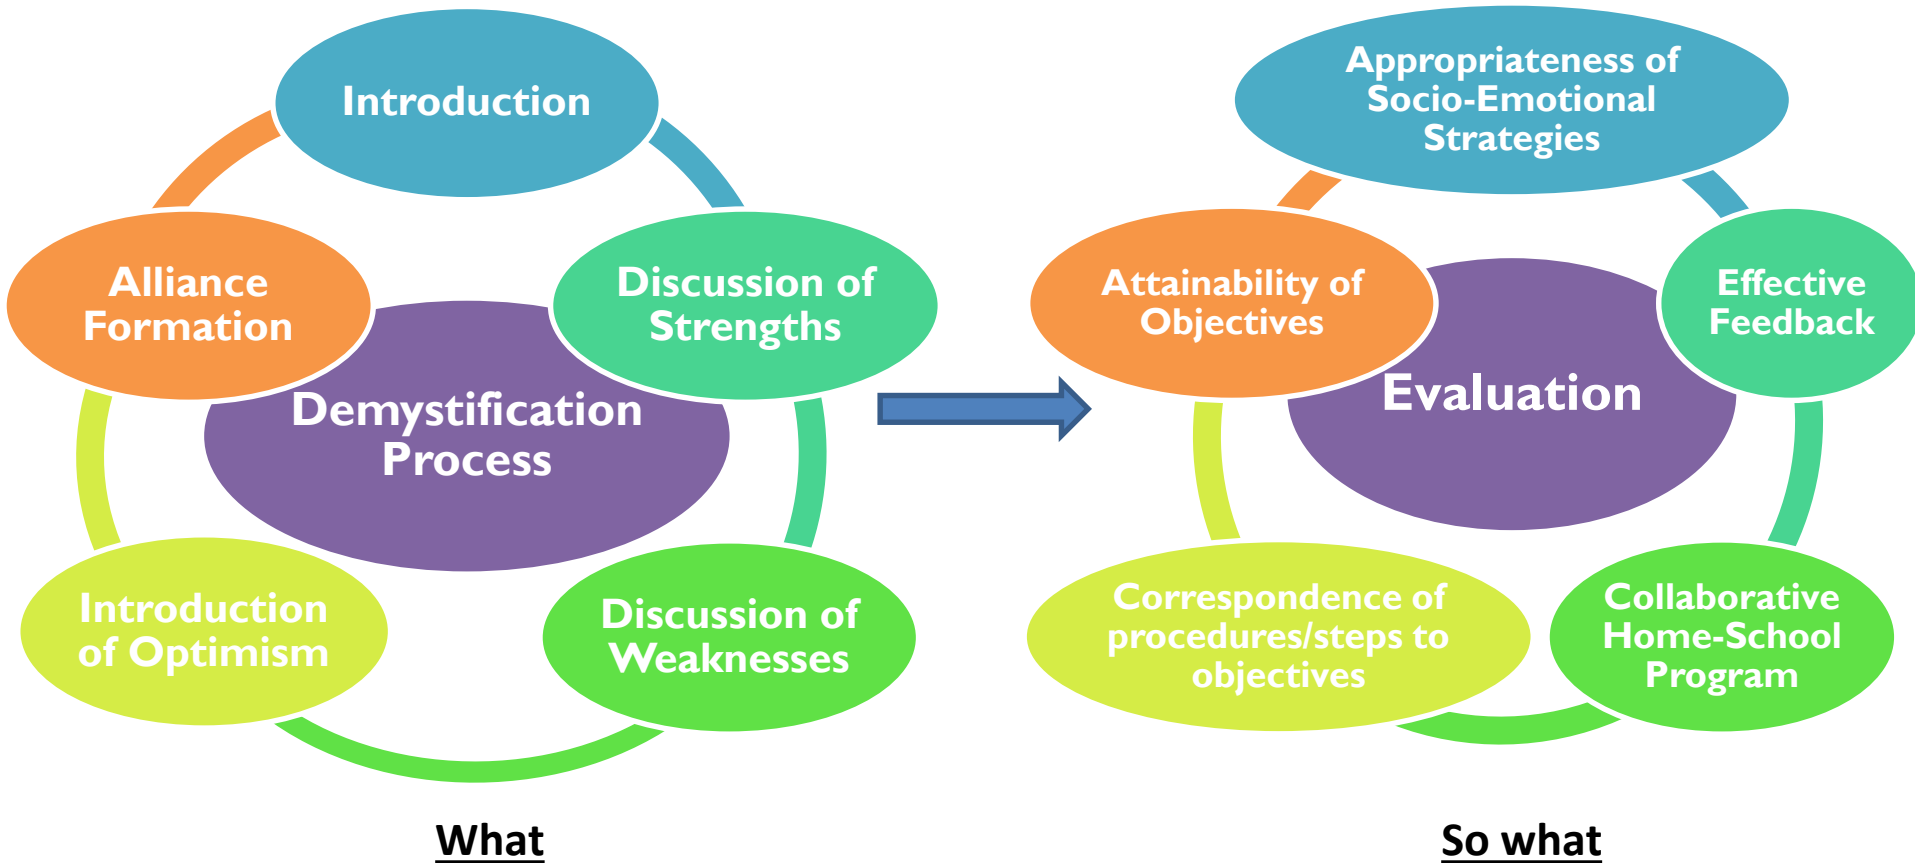 Introduction
Discussion of
Strengths
Discussion of
Weaknesses
Introduction
of Optimism
Alliance
Formation
Demystification
Process
What
Appropriateness of
Socio-Emotional
Strategies
Effective
Feedback
Collaborative
Home-School
Program
Correspondence of
procedures/steps to
objectives
Attainability of
Objectives
Evaluation
So what